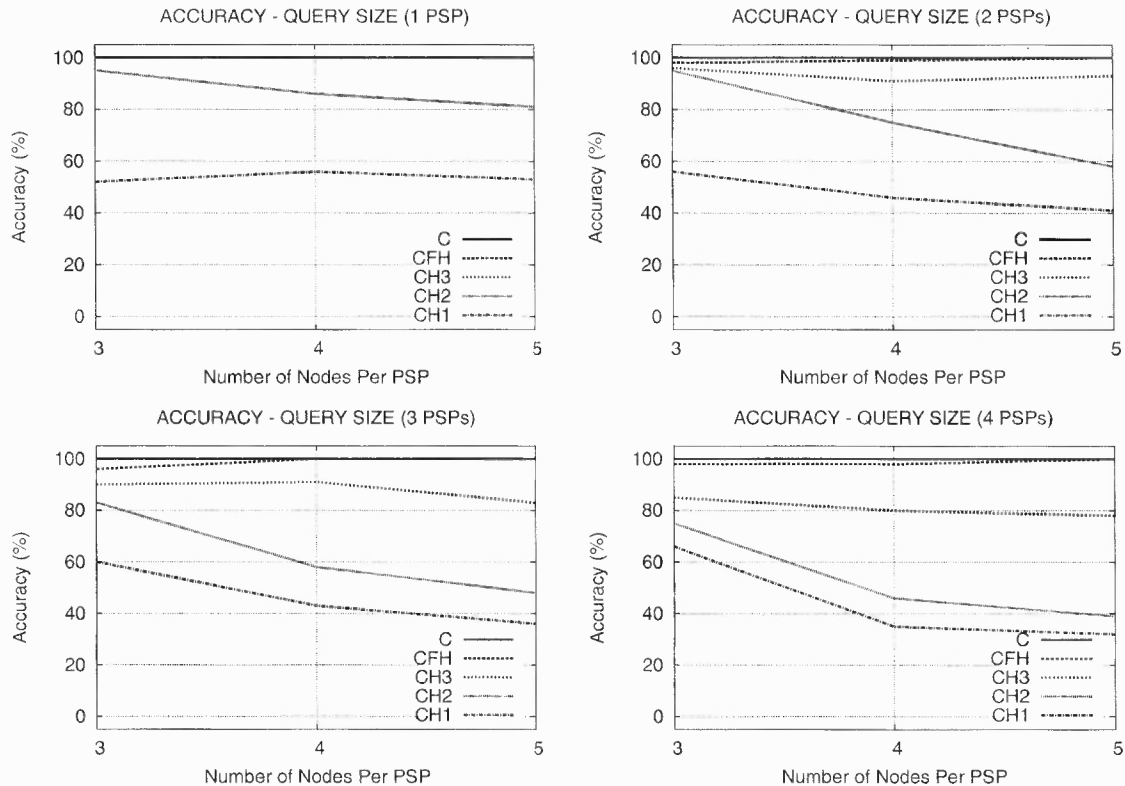 ACCURACY - QUERY SIZE (1 PSP)
Accuracy (%)
100
80
60
40
20
0
C
CFH
CH3
CH2
CH1
3
4
5
Number of Nodes Per PSP
ACCURACY - QUERY SIZE (2 PSPs)
Accuracy (%)
100
80
60
40
20
0
C
CFH
CH3
CH2
CH1
3
4
5
Number of Nodes Per PSP
ACCURACY - QUERY SIZE (3 PSPs)
Accuracy (%)
100
80
60
40
20
0
C
CFH
CH3
CH2
CH1
3
4
5
Number of Nodes Per PSP
ACCURACY - QUERY SIZE (4 PSPs)
Accuracy (%)
100
80
60
40
20
0
C
CFH
CH3
CH2
CH1
3
4
5
Number of Nodes Per PSP